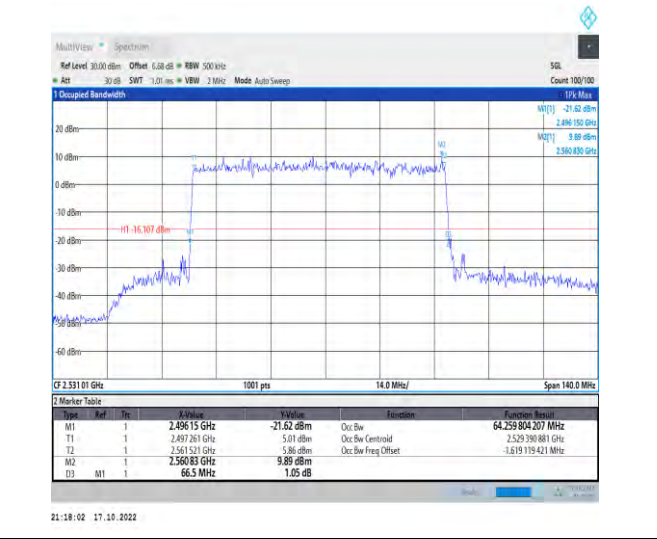 MultiView Spectrum
Ref Level 30.00 dBm Offset 6.68 dB RBW 500 kHz SGL
Att 30 dB SWT 1.01 ms VBW 2 MHz Mode Auto Sweep Count 100/100
1 Occupied Bandwidth 1Pk Max
M1[1] -21.62 dBm
2.496 150 GHz
M2[1] 9.89 dBm
2.560 830 GHz
20 dBm
M2
10 dBm
0 dBm
-10 dBm
H1 -16.107 dBm
-20 dBm
-30 dBm
-40 dBm
-50 dBm
-60 dBm
CF 2.531 01 GHz 1001 pts 14.0 MHz/ Span 140.0 MHz
2 Marker Table
Type Ref Trc X-Value Y-Value Function Function Result
M1 1 2.496 15 GHz -21.62 dBm Occ Bw 64.259 804 207 MHz
T1 1 2.497 261 GHz 5.01 dBm Occ Bw Centroid 2.529 390 881 GHz
T2 1 2.561 521 GHz 5.86 dBm Occ Bw Freq Offset -1.619 119 421 MHz
M2 1 2.560 83 GHz 9.89 dBm
D3 M1 1 66.5 MHz 1.05 dB
21:18:02 17.10.2022